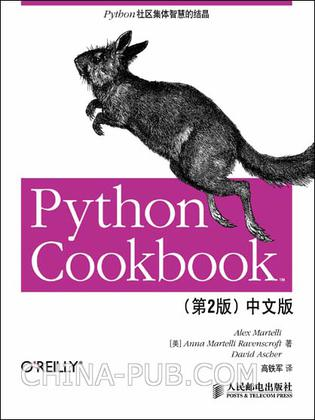 Python社区集体智慧的结晶
Python
Cookbook™
(第2版) 中文版
Alex Martelli
[美] Anna Martelli Ravenscroft 著
David Ascher
高铁军 译
O'REILLY®
CHINA-PUB.COM
人民邮电出版社
POSTS & TELECOM PRESS